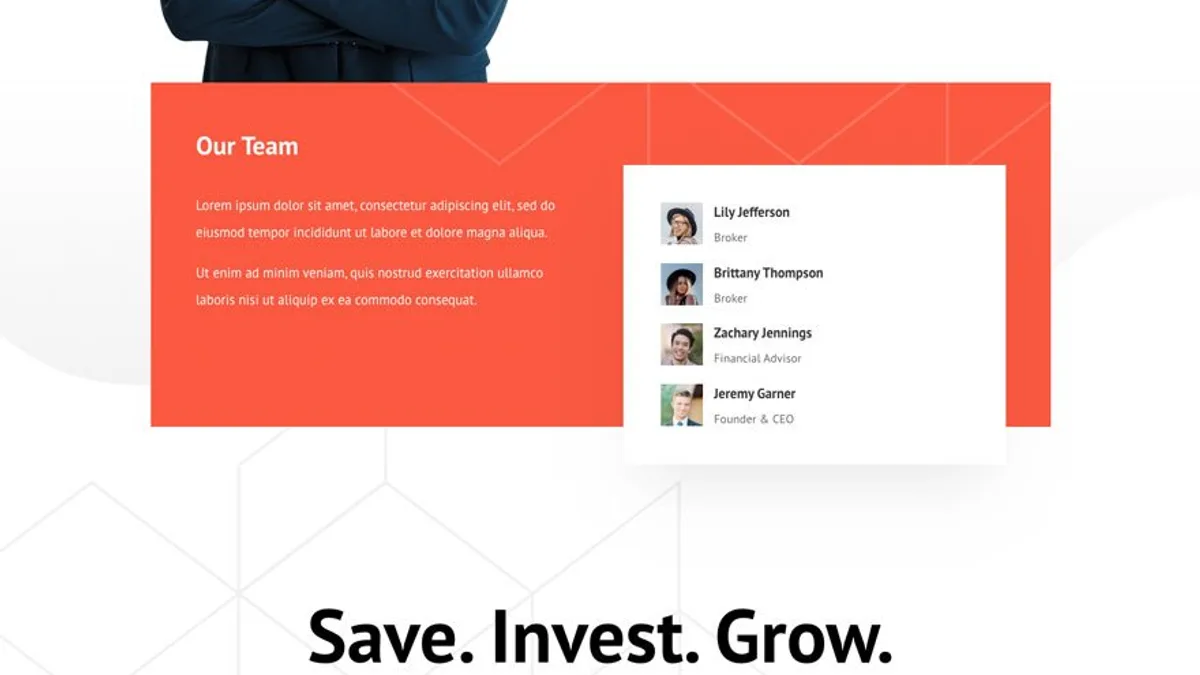 Our Team
Lorem ipsum dolor sit amet, consectetur adipiscing elit, sed do
eiusmod tempor incididunt ut labore et dolore magna aliqua.
Ut enim ad minim veniam, quis nostrud exercitation ullamco
laboris nisi ut aliquip ex ea commodo consequat.
Lily Jefferson
Broker
Brittany Thompson
Broker
Zachary Jennings
Financial Advisor
Jeremy Garner
Founder & CEO
Save. Invest. Grow.